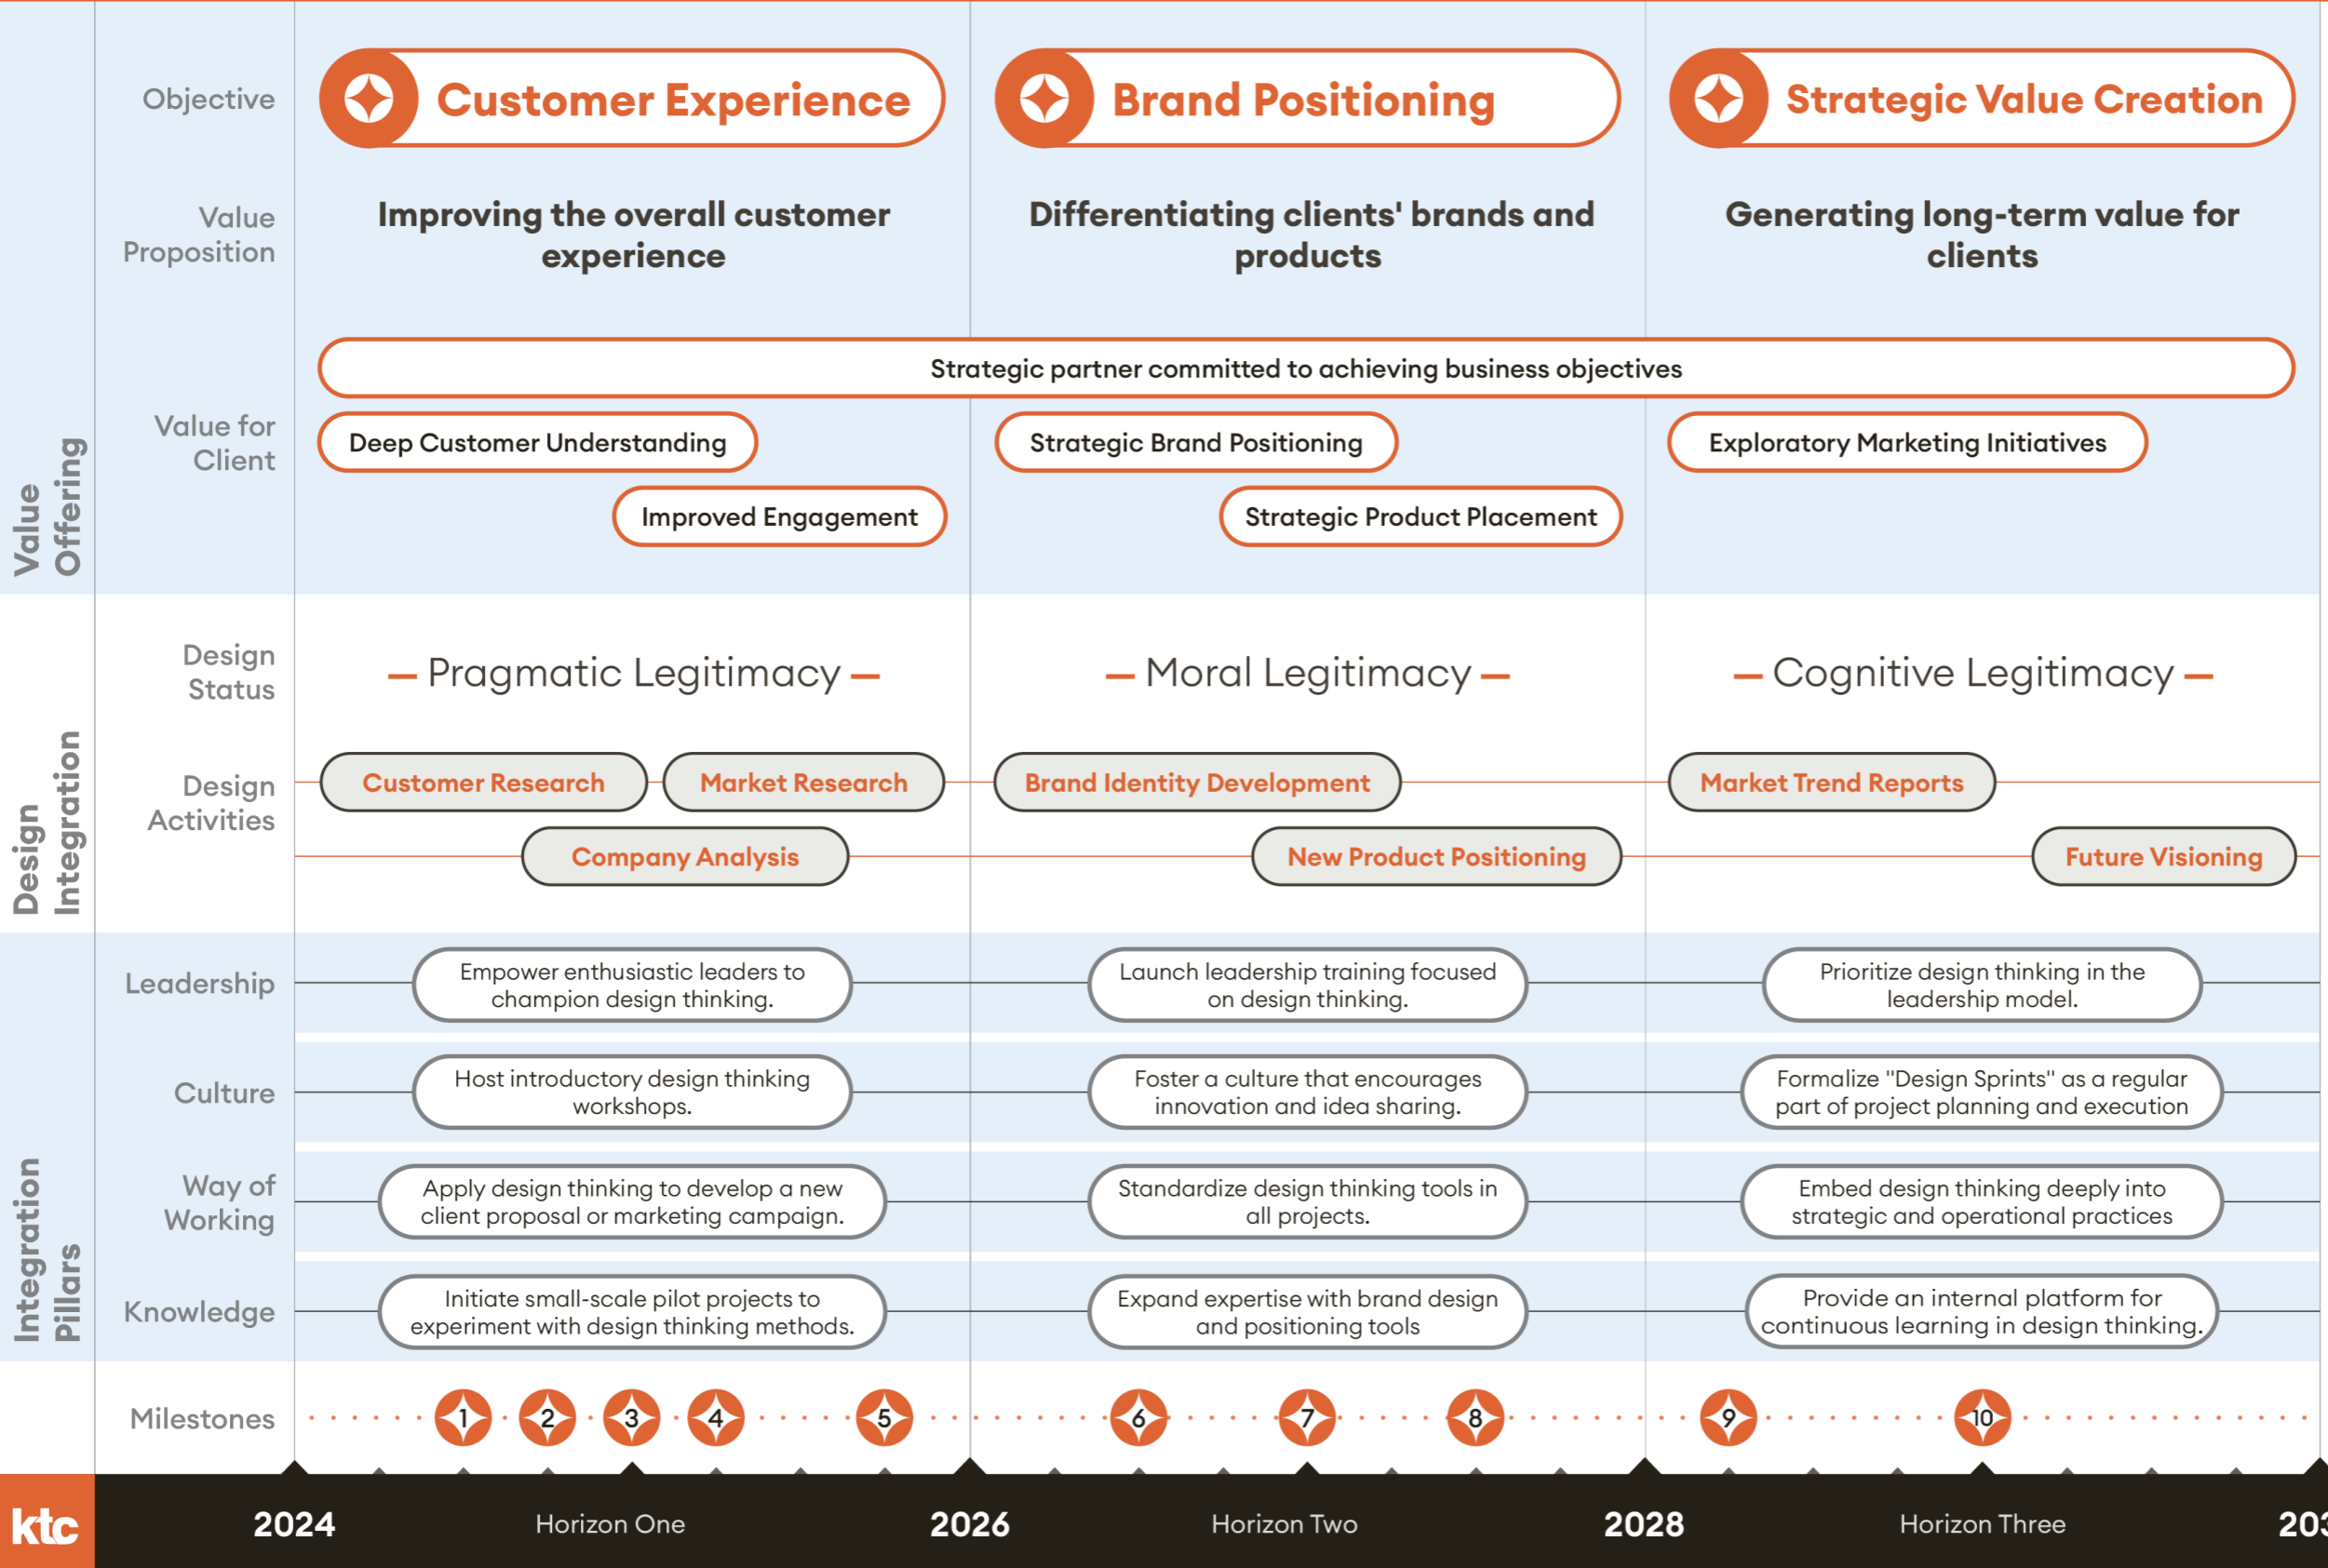 Objective
Customer Experience
Brand Positioning
Strategic Value Creation
Value
Proposition
Improving the overall customer
experience
Differentiating clients' brands and
products
Generating long-term value for
clients
Value
Offering
Value for
Client
Strategic partner committed to achieving business objectives
Deep Customer Understanding
Strategic Brand Positioning
Exploratory Marketing Initiatives
Improved Engagement
Strategic Product Placement
Design
Integration
Design
Status
— Pragmatic Legitimacy —
— Moral Legitimacy —
— Cognitive Legitimacy —
Design
Activities
Customer Research
Market Research
Brand Identity Development
Market Trend Reports
Company Analysis
New Product Positioning
Future Visioning
Integration
Pillars
Leadership
Empower enthusiastic leaders to
champion design thinking.
Launch leadership training focused
on design thinking.
Prioritize design thinking in the
leadership model.
Culture
Host introductory design thinking
workshops.
Foster a culture that encourages
innovation and idea sharing.
Formalize "Design Sprints" as a regular
part of project planning and execution
Way of
Working
Apply design thinking to develop a new
client proposal or marketing campaign.
Standardize design thinking tools in
all projects.
Embed design thinking deeply into
strategic and operational practices
Knowledge
Initiate small-scale pilot projects to
experiment with design thinking methods.
Expand expertise with brand design
and positioning tools
Provide an internal platform for
continuous learning in design thinking.
Milestones
1
2
3
4
5
6
7
8
9
10
ktc
2024
Horizon One
2026
Horizon Two
2028
Horizon Three